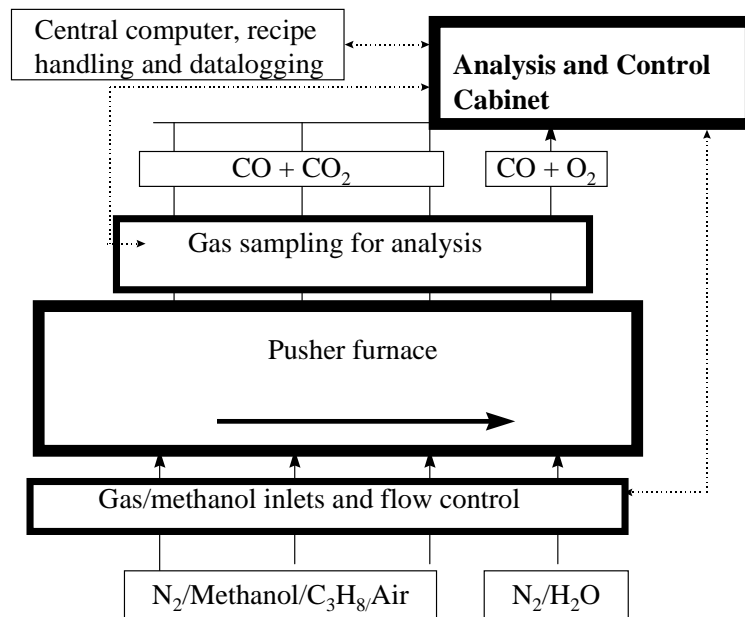 Central computer, recipe
handling and datalogging
Analysis and Control
Cabinet
CO + CO₂
CO + O₂
Gas sampling for analysis
Pusher furnace
Gas/methanol inlets and flow control
N₂/Methanol/C₃H₈/Air
N₂/H₂O